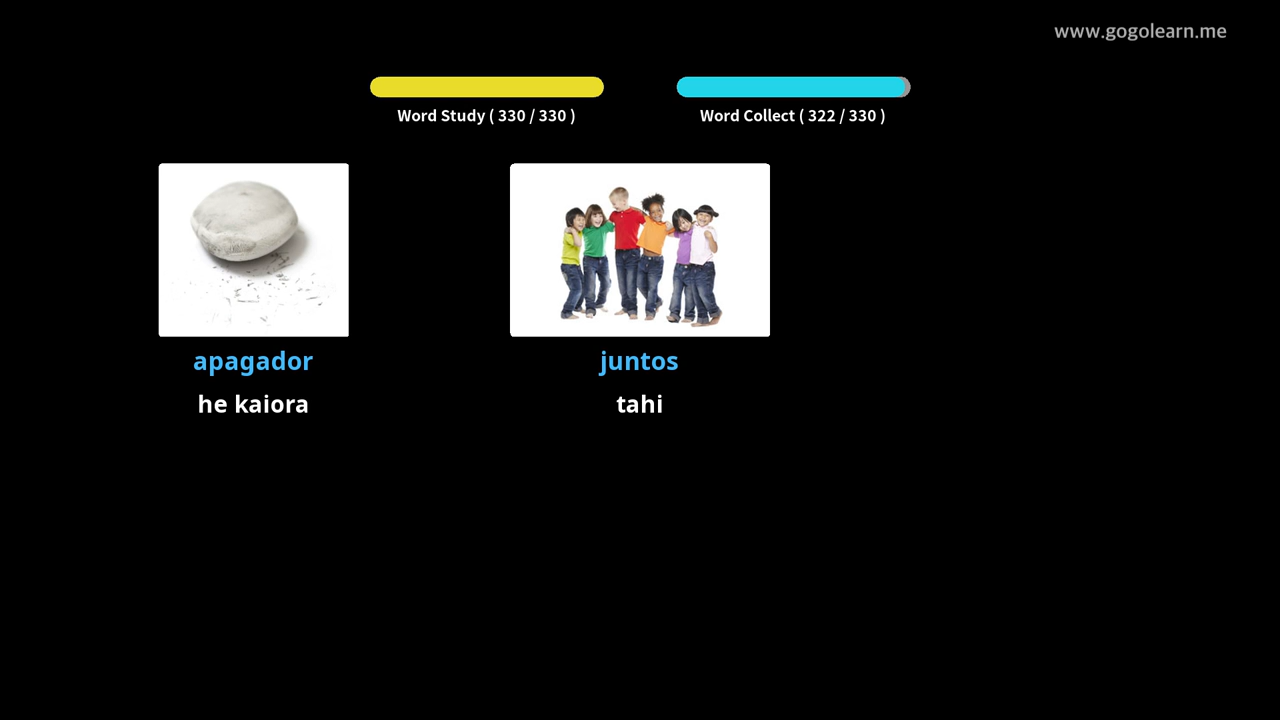 www.gogolearn.me
Word Study ( 330 / 330 )
Word Collect ( 322 / 330 )
apagador
juntos
he kaiora
tahi